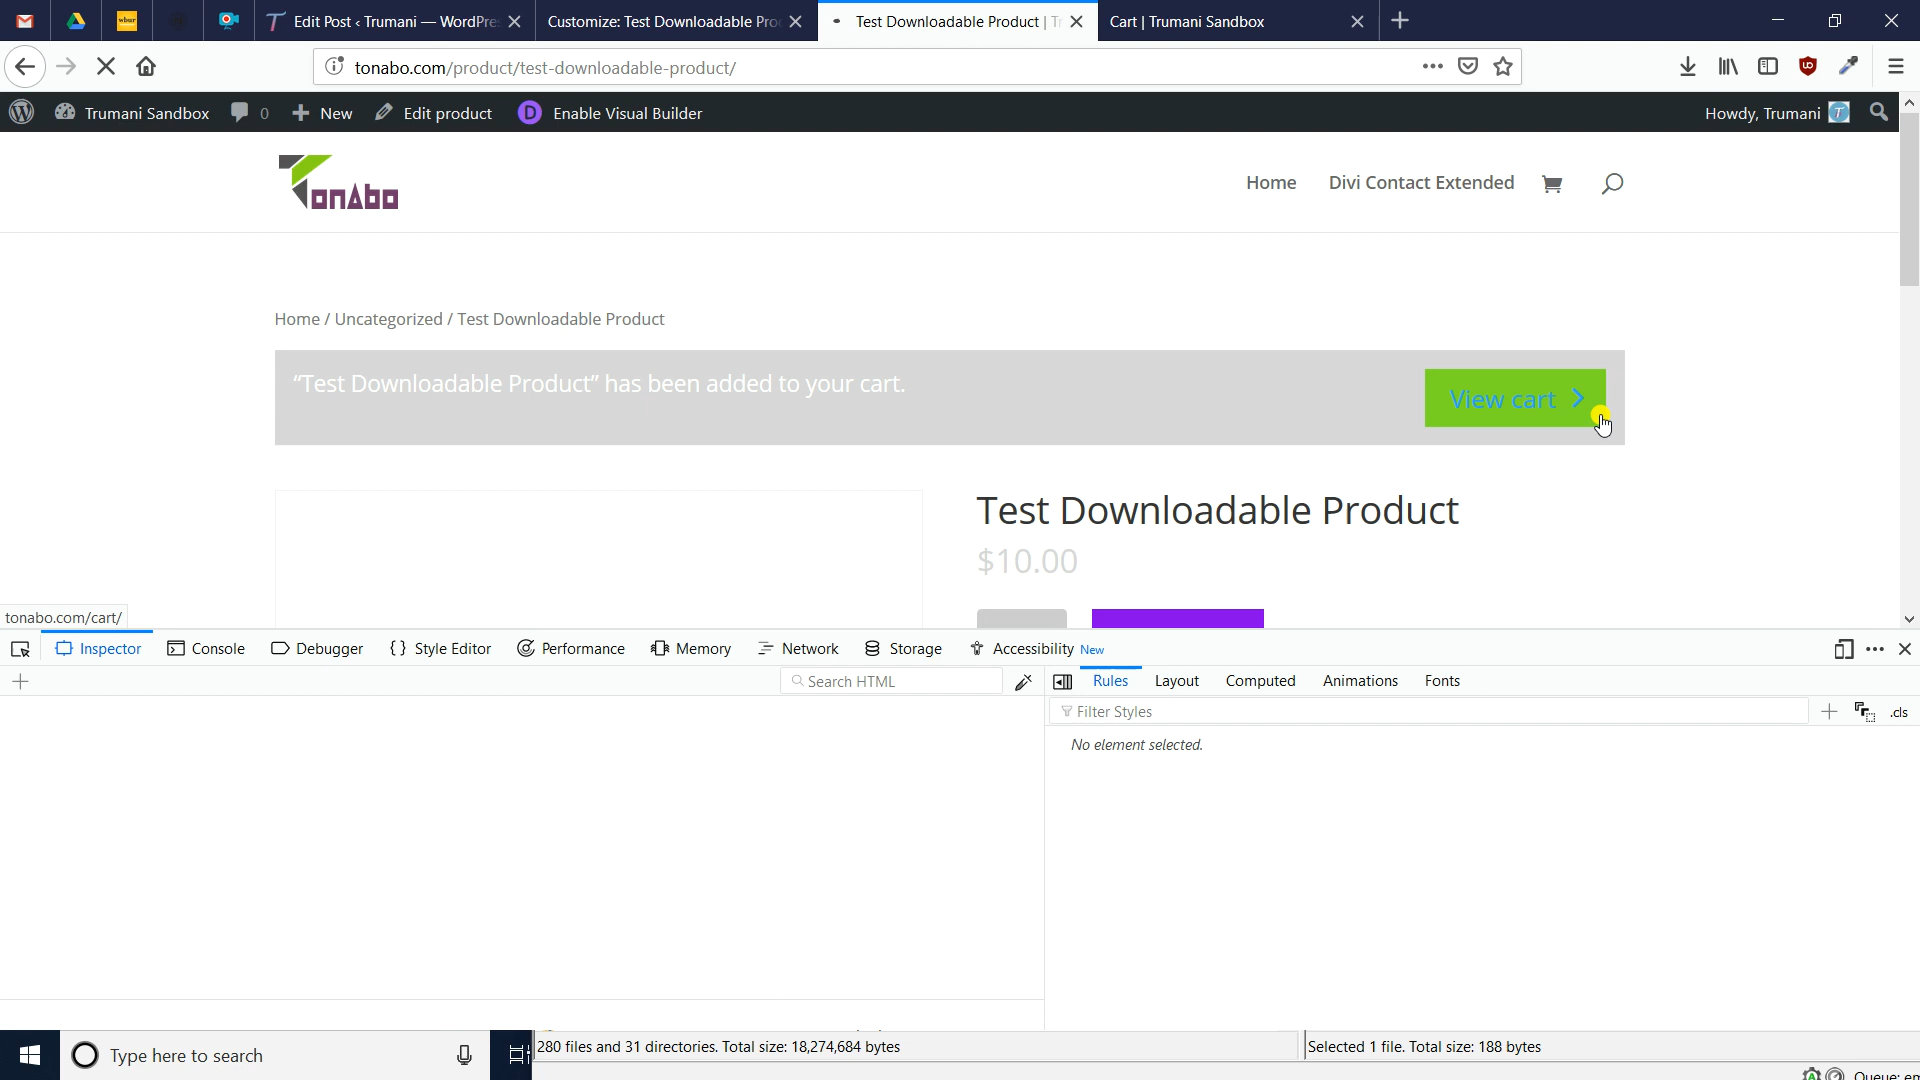 wbur
Edit Post ‹ Trumani — WordPre
Customize: Test Downloadable Pro
Test Downloadable Product | T
Cart | Trumani Sandbox
tonabo.com/product/test-downloadable-product/
Trumani Sandbox
0
New
Edit product
D
Enable Visual Builder
Howdy, Trumani
TonAbo
Home
Divi Contact Extended
Home / Uncategorized / Test Downloadable Product
“Test Downloadable Product” has been added to your cart.
View cart
Test Downloadable Product
$10.00
tonabo.com/cart/
Inspector
Console
Debugger
Style Editor
Performance
Memory
Network
Storage
Accessibility New
Search HTML
Rules
Layout
Computed
Animations
Fonts
Filter Styles
.cls
No element selected.
Type here to search
280 files and 31 directories. Total size: 18,274,684 bytes
Selected 1 file. Total size: 188 bytes
Queue: em